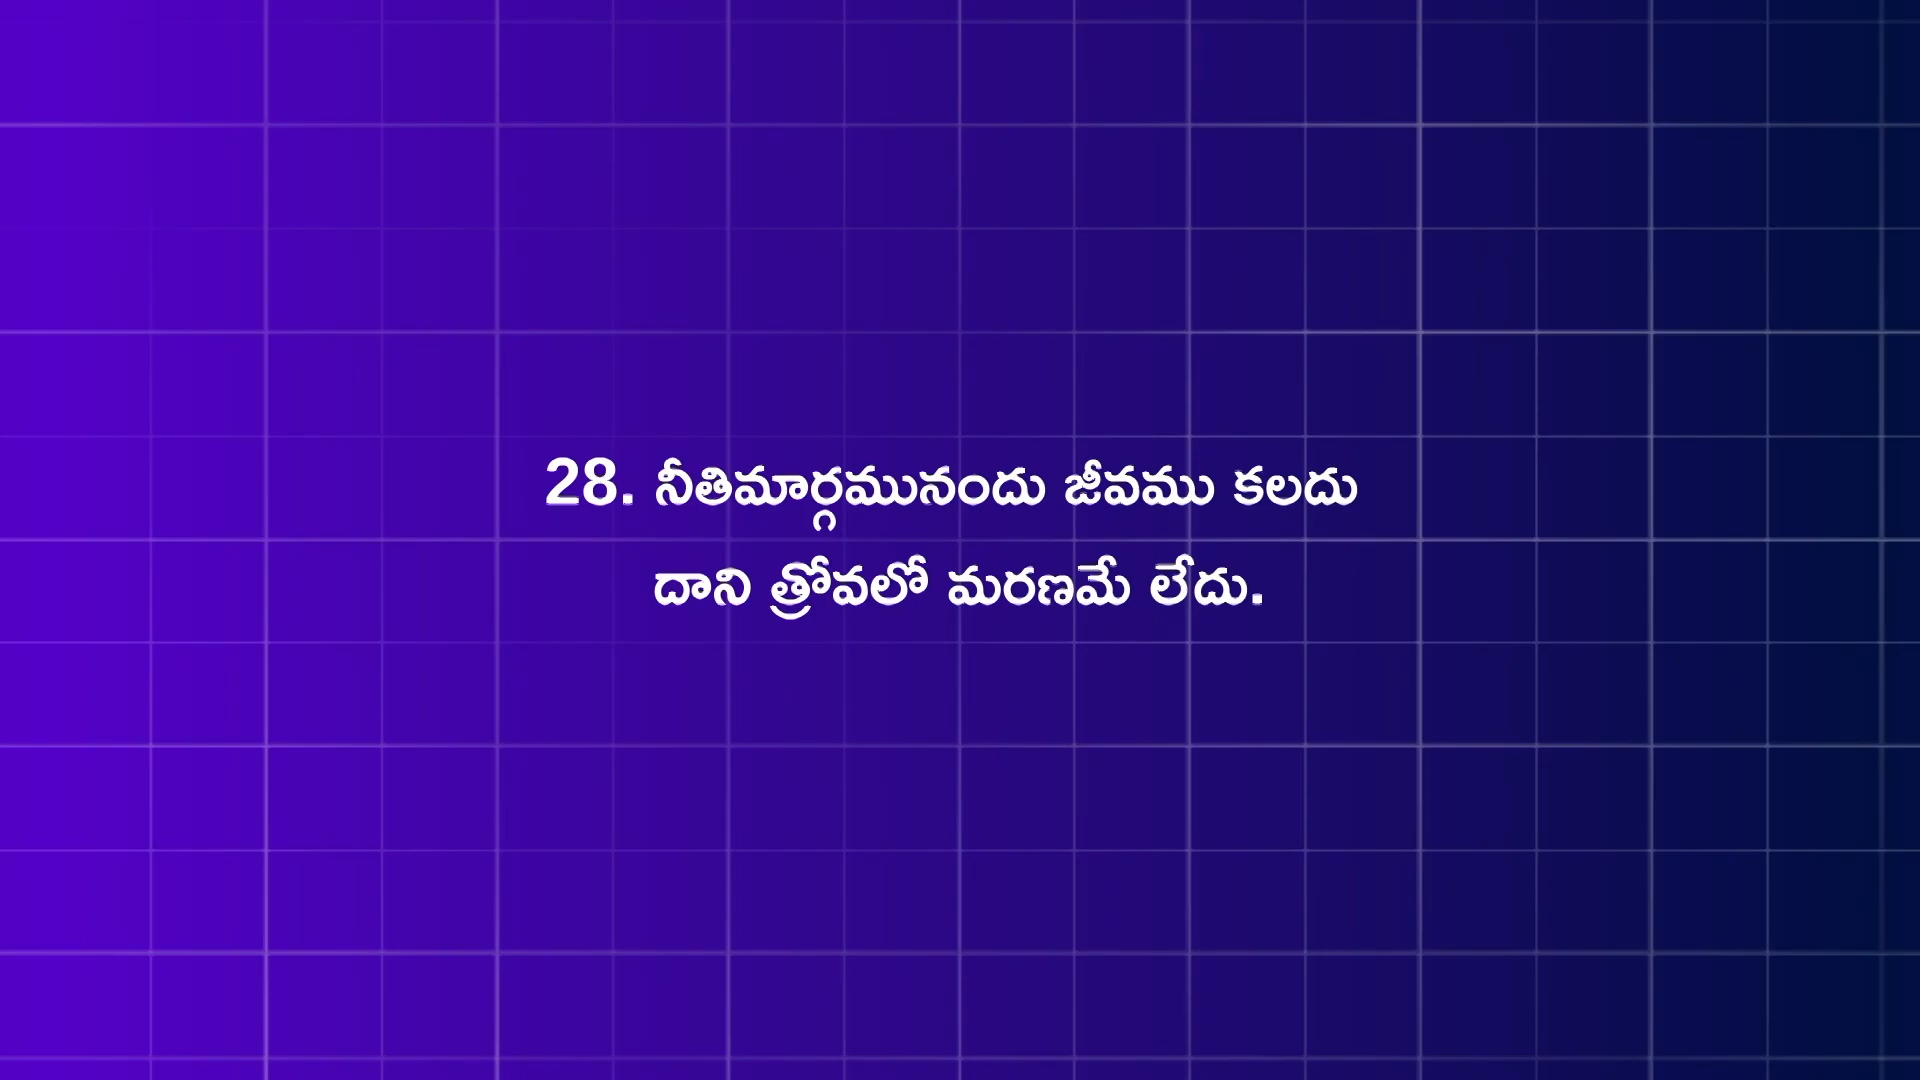 28. నీతిమార్గమునందు జీవము కలదు
దాని త్రోవలో మరణమే లేదు.